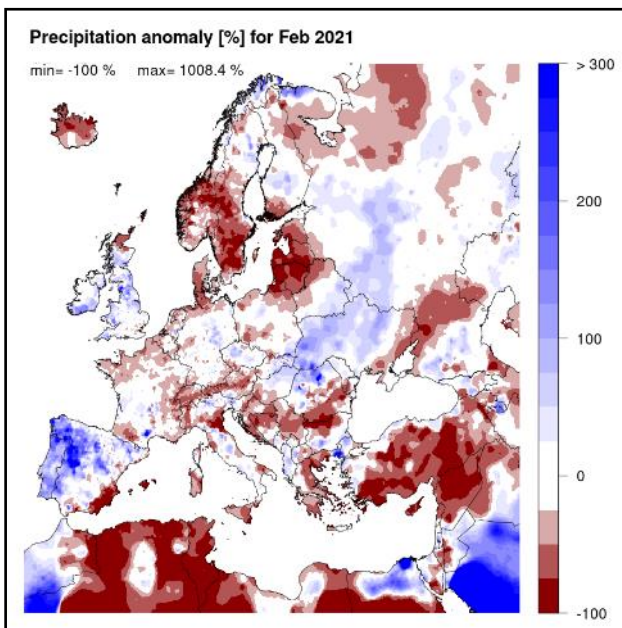 Precipitation anomaly [%] for Feb 2021
min= -100 % max= 1008.4 %
> 300
200
100
0
-100